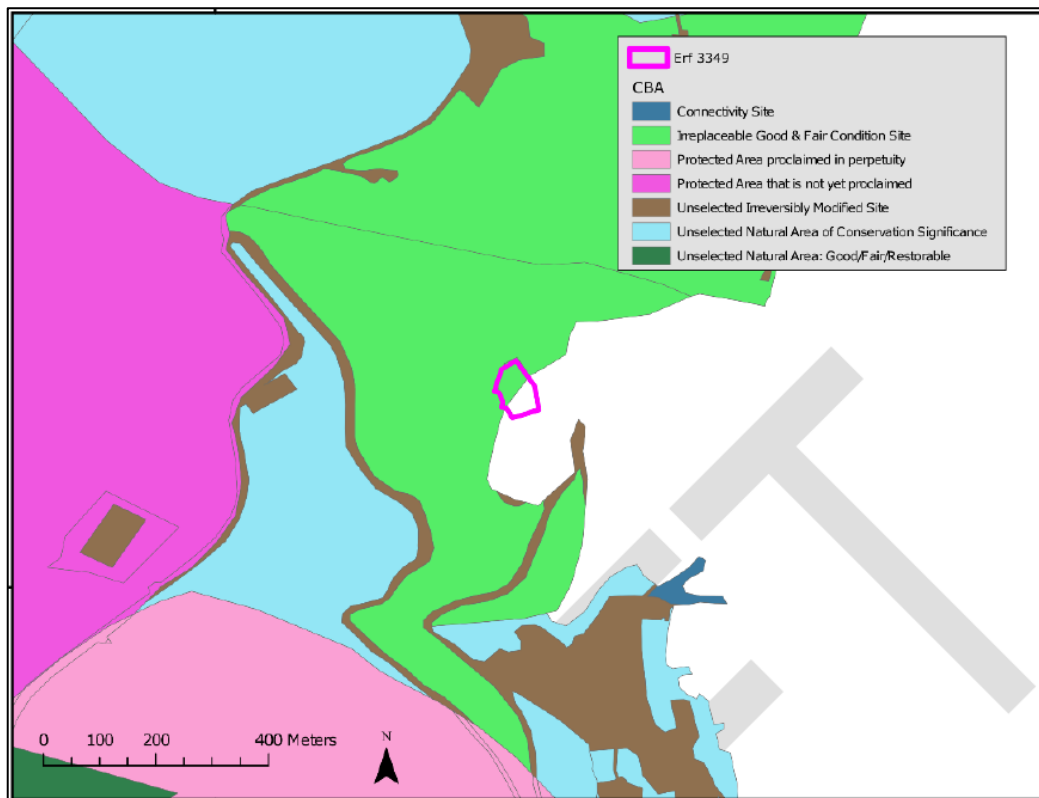 Erf 3349
CBA
Connectivity Site
Irreplaceable Good & Fair Condition Site
Protected Area proclaimed in perpetuity
Protected Area that is not yet proclaimed
Unselected Irreversibly Modified Site
Unselected Natural Area of Conservation Significance
Unselected Natural Area: Good/Fair/Restorable
0 100 200 400 Meters
N